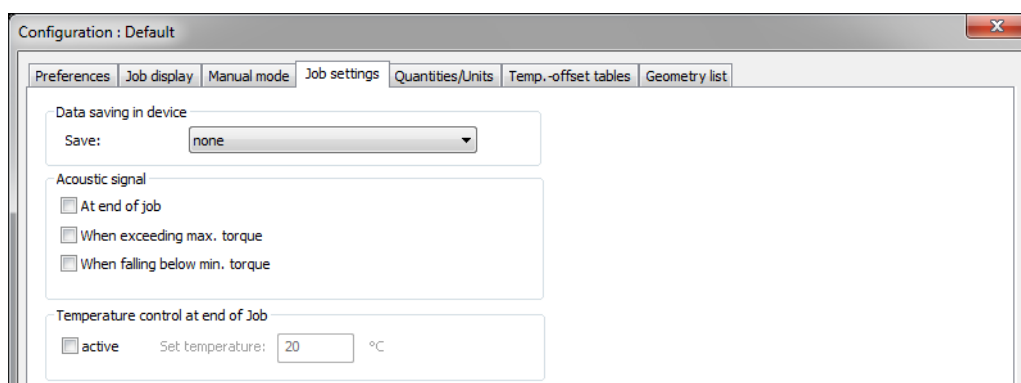 Configuration : Default
Preferences Job display Manual mode Job settings Quantities/Units Temp.-offset tables Geometry list
Data saving in device
Save: none
Acoustic signal
At end of job
When exceeding max. torque
When falling below min. torque
Temperature control at end of Job
active Set temperature: 20 °C